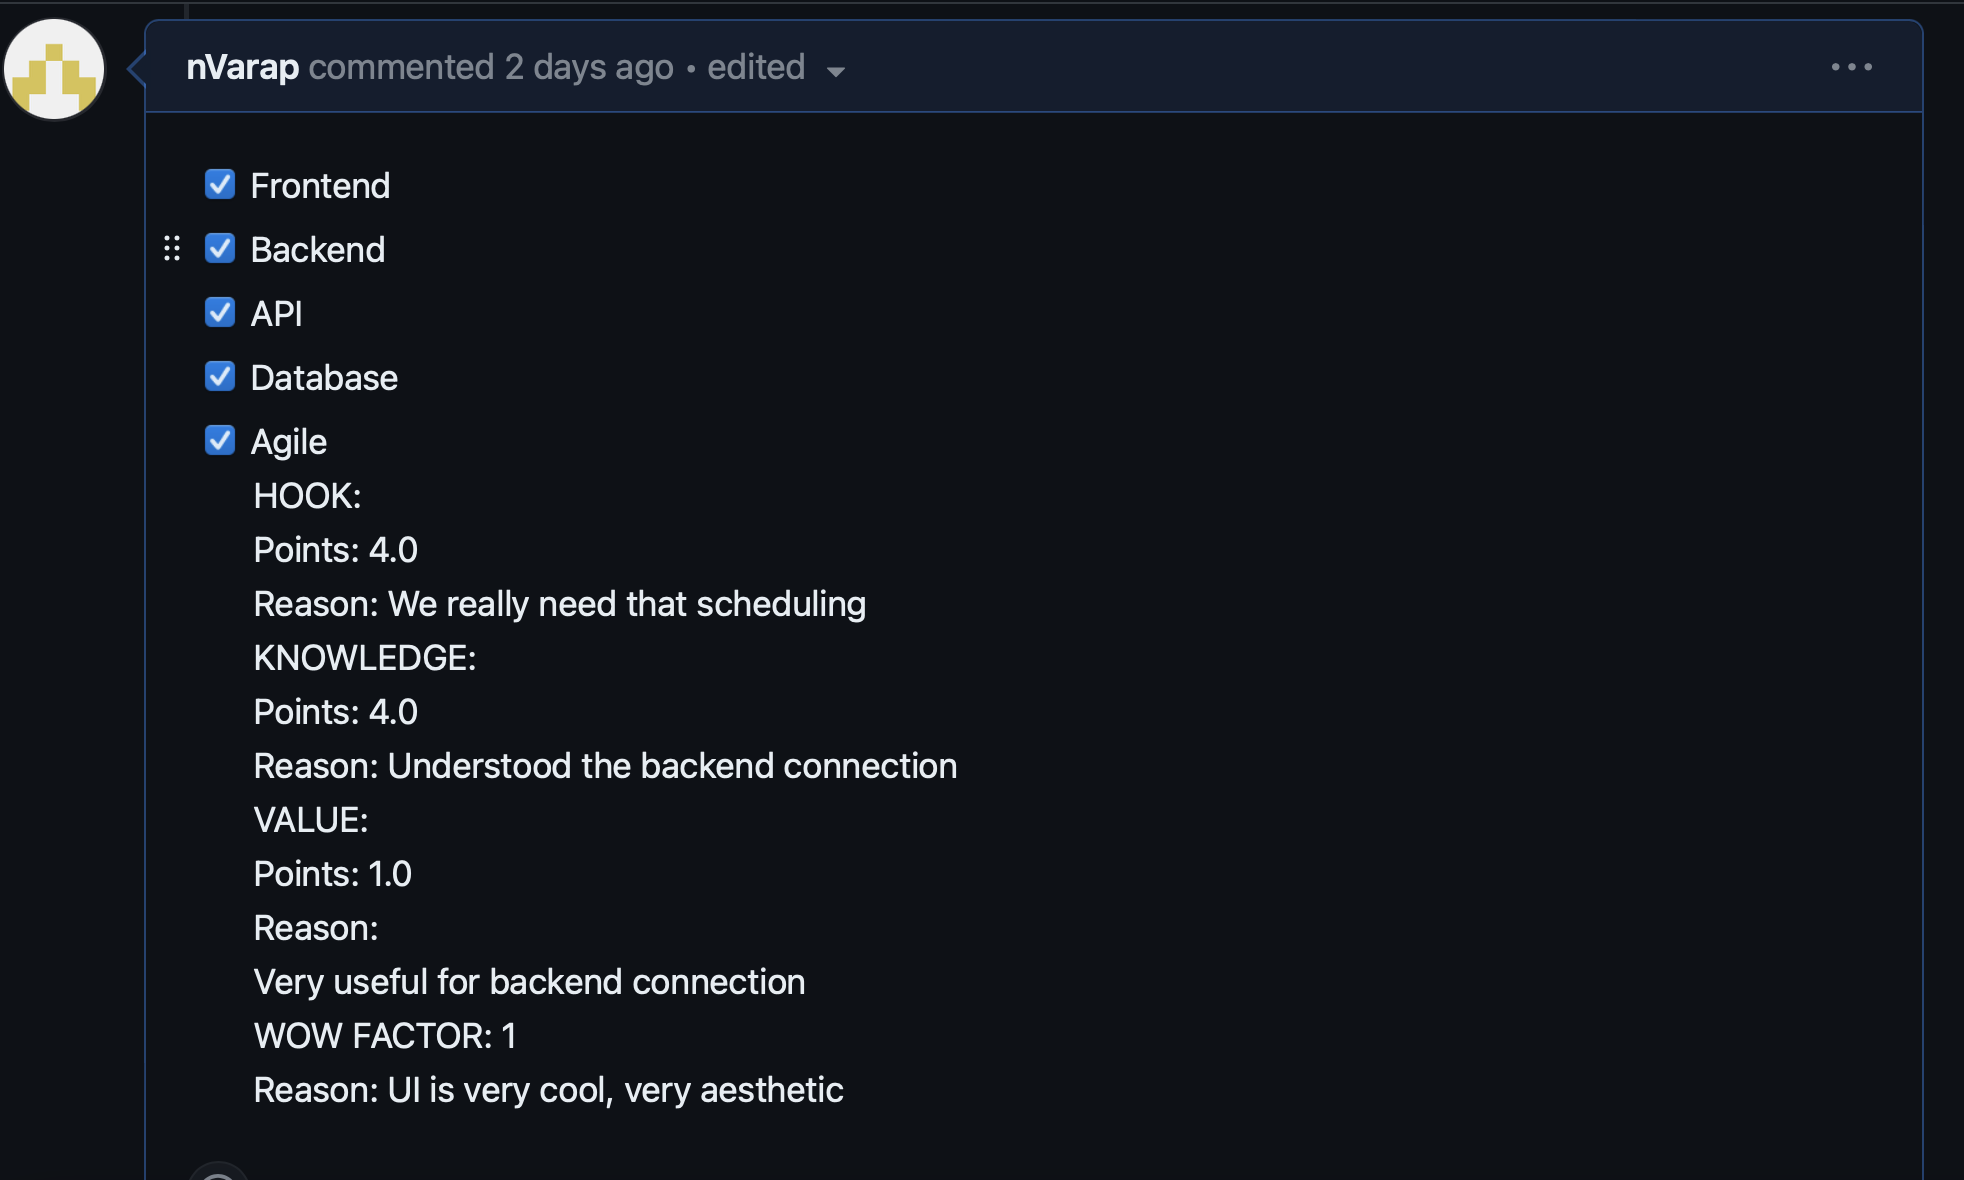 nVarap commented 2 days ago • edited
Frontend
Backend
API
Database
Agile
HOOK:
Points: 4.0
Reason: We really need that scheduling
KNOWLEDGE:
Points: 4.0
Reason: Understood the backend connection
VALUE:
Points: 1.0
Reason:
Very useful for backend connection
WOW FACTOR: 1
Reason: UI is very cool, very aesthetic